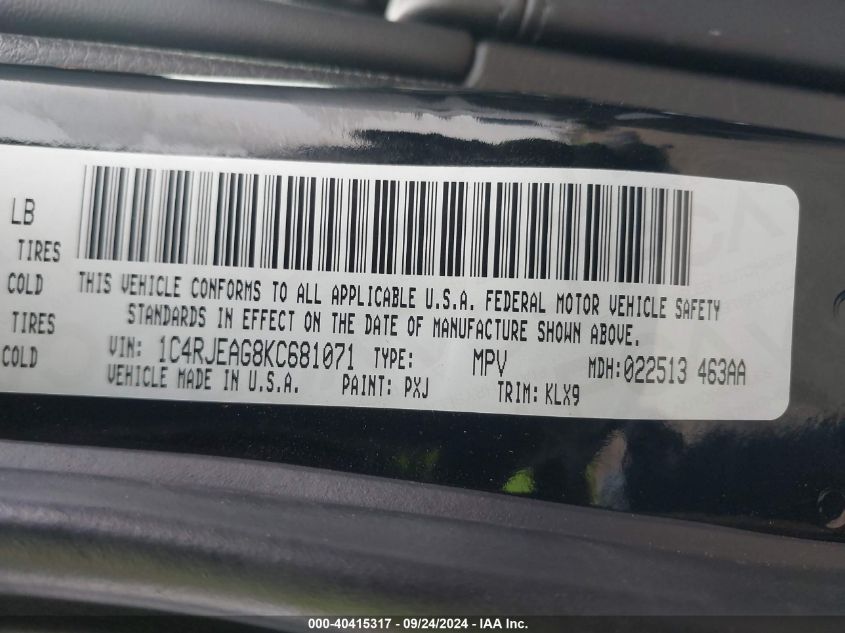 LB
TIRES
COLD THIS VEHICLE CONFORMS TO ALL APPLICABLE U.S.A. FEDERAL MOTOR VEHICLE SAFETY
TIRES STANDARDS IN EFFECT ON THE DATE OF MANUFACTURE SHOWN ABOVE.
COLD VIN: 1C4RJEAG8KC681071 TYPE: MPV MDH:022513 463AA
VEHICLE MADE IN U.S.A. PAINT: PXJ TRIM: KLX9
000-40415317 - 09/24/2024 - IAA Inc.